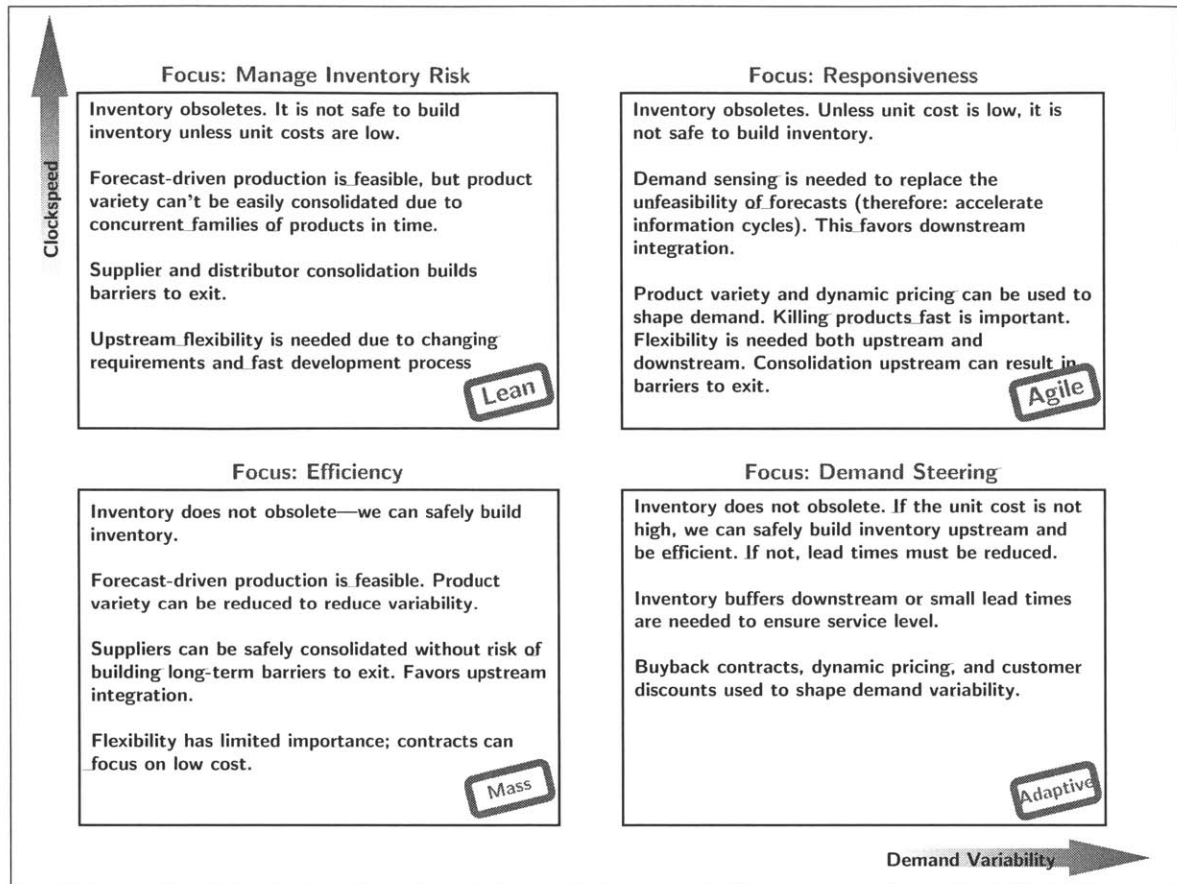 Focus: Manage Inventory Risk
Inventory obsoletes. It is not safe to build
inventory unless unit costs are low.
Forecast-driven production is feasible, but product
variety can't be easily consolidated due to
concurrent families of products in time.
Supplier and distributor consolidation builds
barriers to exit.
Upstream flexibility is needed due to changing
requirements and fast development process
Lean
Focus: Responsiveness
Inventory obsoletes. Unless unit cost is low, it is
not safe to build inventory.
Demand sensing is needed to replace the
unfeasibility of forecasts (therefore: accelerate
information cycles). This favors downstream
integration.
Product variety and dynamic pricing can be used to
shape demand. Killing products fast is important.
Flexibility is needed both upstream and
downstream. Consolidation upstream can result in
barriers to exit.
Agile
Clockspeed
Focus: Efficiency
Inventory does not obsolete—we can safely build
inventory.
Forecast-driven production is feasible. Product
variety can be reduced to reduce variability.
Suppliers can be safely consolidated without risk of
building long-term barriers to exit. Favors upstream
integration.
Flexibility has limited importance; contracts can
focus on low cost.
Mass
Focus: Demand Steering
Inventory does not obsolete. If the unit cost is not
high, we can safely build inventory upstream and
be efficient. If not, lead times must be reduced.
Inventory buffers downstream or small lead times
are needed to ensure service level.
Buyback contracts, dynamic pricing, and customer
discounts used to shape demand variability.
Adaptive
Demand Variability